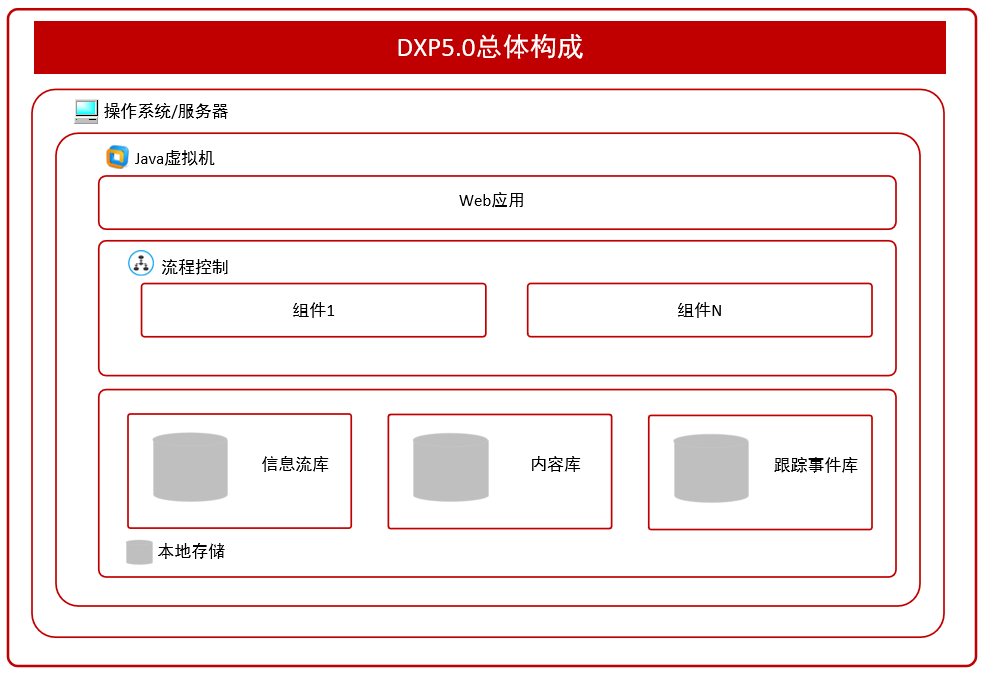 DXP5.0总体构成
操作系统/服务器
Java虚拟机
Web应用
流程控制
组件1
组件N
信息流库
内容库
跟踪事件库
本地存储